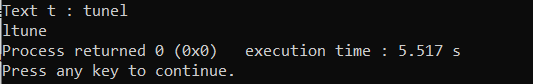 Text t : tunel
ltune
Process returned 0 (0x0)   execution time : 5.517 s
Press any key to continue.